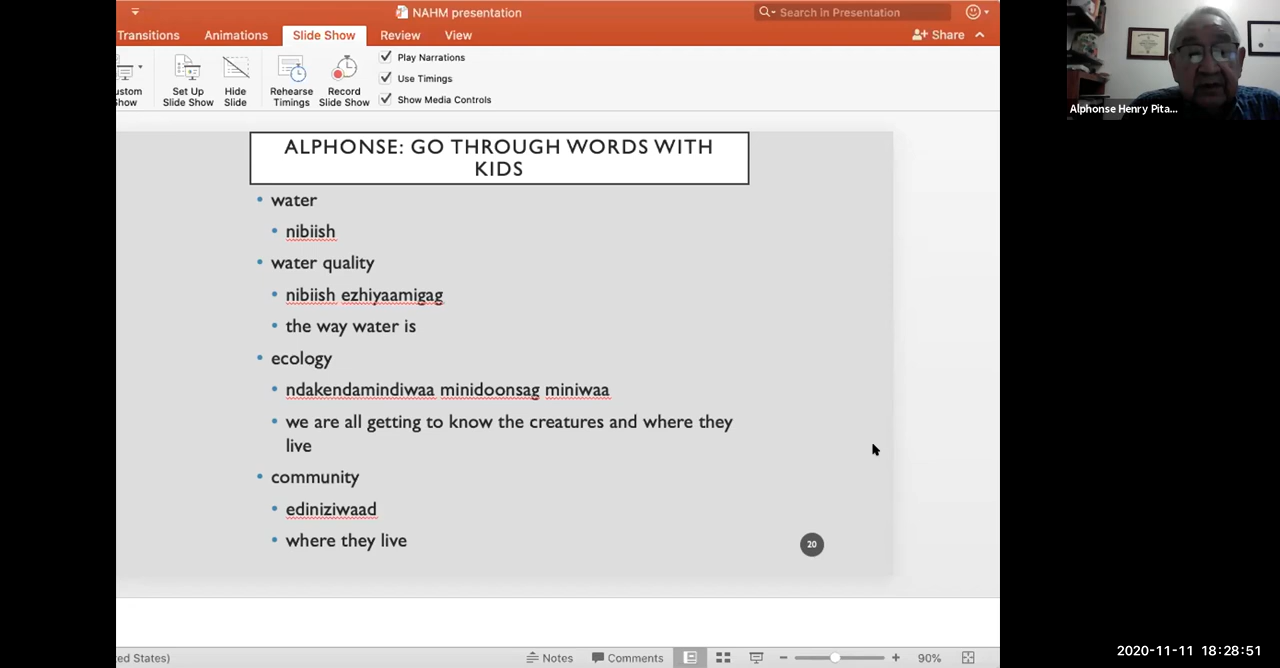 NAHM presentation
Search in Presentation
Transitions
Animations
Slide Show
Review
View
Share
ustom
Show
Set Up
Slide Show
Hide
Slide
Rehearse
Timings
Record
Slide Show
Play Narrations
Use Timings
Show Media Controls
Alphonse Henry Pita...
ALPHONSE: GO THROUGH WORDS WITH
KIDS
• water
• nibiish
• water quality
• nibiish ezhiyaamigag
• the way water is
• ecology
• ndakendamindiwaa minidoonsag miniwaa
• we are all getting to know the creatures and where they
live
• community
• ediniziwaad
• where they live
20
ed States)
Notes
Comments
90%
2020-11-11 18:28:51